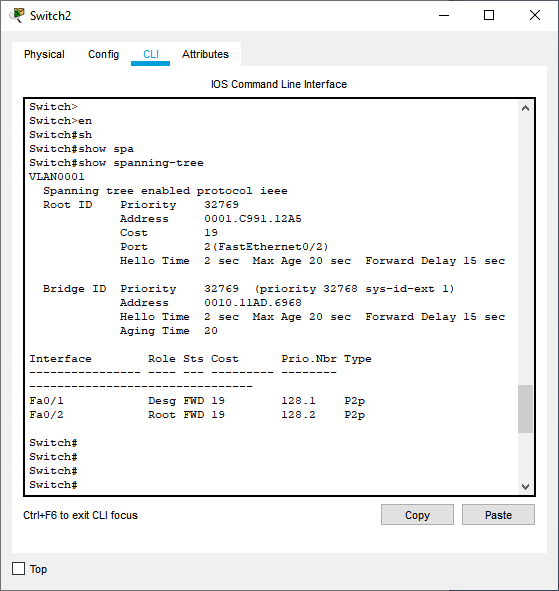 Switch2
Physical Config CLI Attributes
IOS Command Line Interface
Switch>
Switch>en
Switch#sh
Switch#show spa
Switch#show spanning-tree
VLAN0001
  Spanning tree enabled protocol ieee
  Root ID    Priority    32769
             Address     0001.C991.12A5
             Cost        19
             Port        2(FastEthernet0/2)
             Hello Time  2 sec  Max Age 20 sec  Forward Delay 15 sec

  Bridge ID  Priority    32769  (priority 32768 sys-id-ext 1)
             Address     0010.11AD.6968
             Hello Time  2 sec  Max Age 20 sec  Forward Delay 15 sec
             Aging Time  20

Interface        Role Sts Cost      Prio.Nbr Type
---------------- ---- --- --------- --------
--------------------------------
Fa0/1            Desg FWD 19        128.1    P2p
Fa0/2            Root FWD 19        128.2    P2p

Switch#
Switch#
Switch#
Switch#
Ctrl+F6 to exit CLI focus Copy Paste
Top